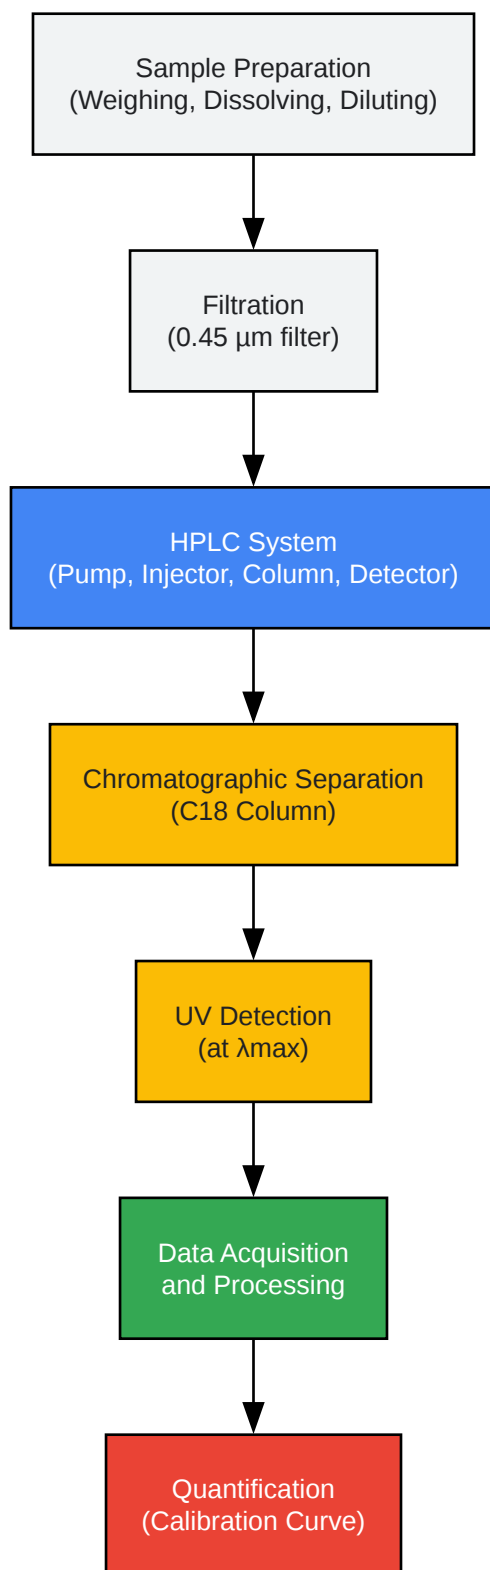 Sample Preparation
(Weighing, Dissolving, Diluting)
Filtration
(0.45 µm filter)
HPLC System
(Pump, Injector, Column, Detector)
Chromatographic Separation
(C18 Column)
UV Detection
(at λmax)
Data Acquisition
and Processing
Quantification
(Calibration Curve)